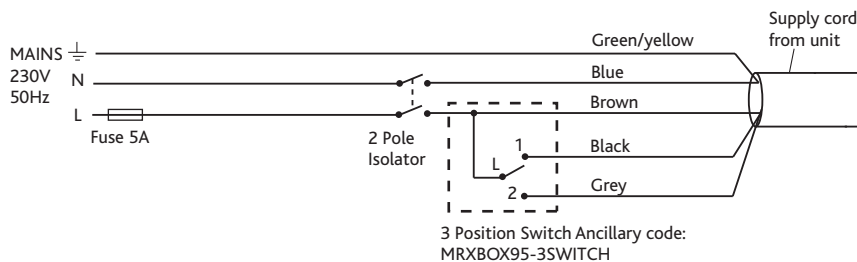 Supply cord
from unit
Green/yellow
MAINS
230V
50Hz
N
Blue
L
Brown
Fuse 5A
2 Pole
Isolator
1
Black
L
2
Grey
3 Position Switch Ancillary code:
MRXBOX95-3SWITCH